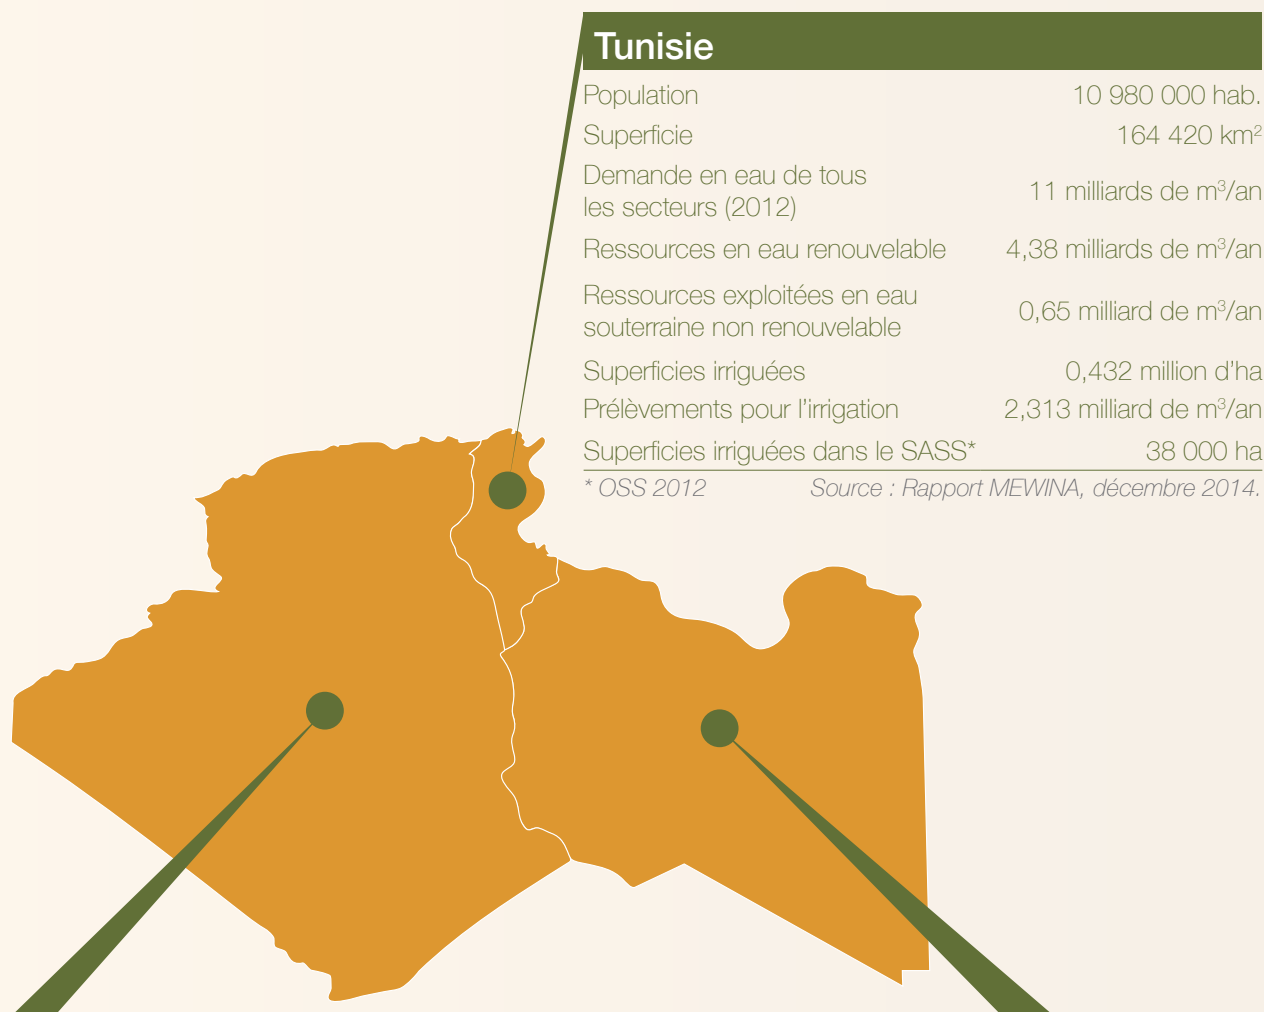 Tunisie
Population 10 980 000 hab.
Superficie 164 420 km²
Demande en eau de tous
les secteurs (2012) 11 milliards de m³/an
Ressources en eau renouvelable 4,38 milliards de m³/an
Ressources exploitées en eau
souterraine non renouvelable 0,65 milliard de m³/an
Superficies irriguées 0,432 million d’ha
Prélèvements pour l’irrigation 2,313 milliard de m³/an
Superficies irriguées dans le SASS* 38 000 ha
* OSS 2012 Source : Rapport MEWINA, décembre 2014.